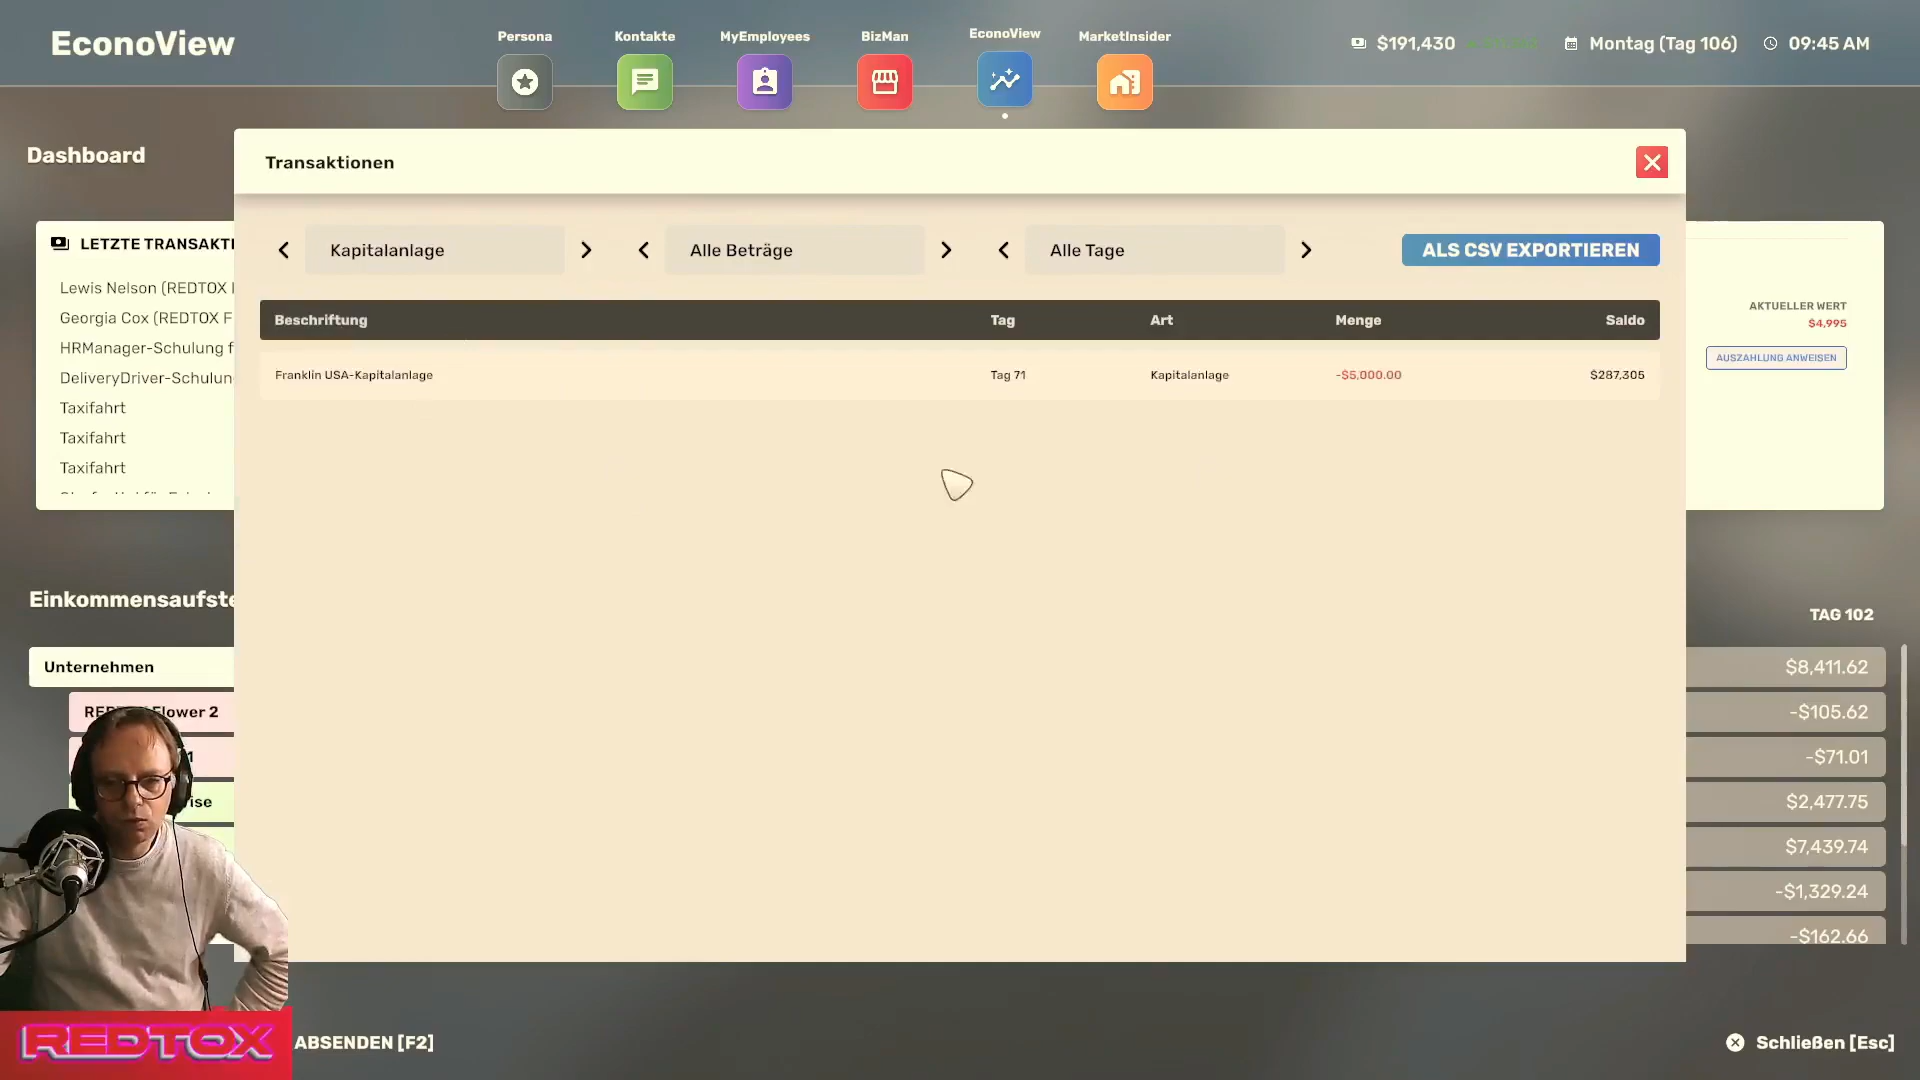 EconoView
Persona
Kontakte
MyEmployees
BizMan
EconoView
MarketInsider
$191,430
Montag (Tag 106)
09:45 AM
Dashboard
Transaktionen
LETZTE TRANSAKTI
Kapitalanlage
Alle Beträge
Alle Tage
ALS CSV EXPORTIEREN
Beschriftung Tag Art Menge Saldo
Franklin USA-Kapitalanlage Tag 71 Kapitalanlage -$5,000.00 $287,305
Lewis Nelson (REDTOX
Georgia Cox (REDTOX F
HRManager-Schulung f
DeliveryDriver-Schulun
Taxifahrt
Taxifahrt
Taxifahrt
AKTUELLER WERT
$4,995
AUSZAHLUNG ANWEISEN
Einkommensaufste
TAG 102
Unternehmen
$8,411.62
Flower 2
-$105.62
-$71.01
$2,477.75
$7,439.74
-$1,329.24
-$162.66
REDTOX
ABSENDEN [F2]
Schließen [Esc]